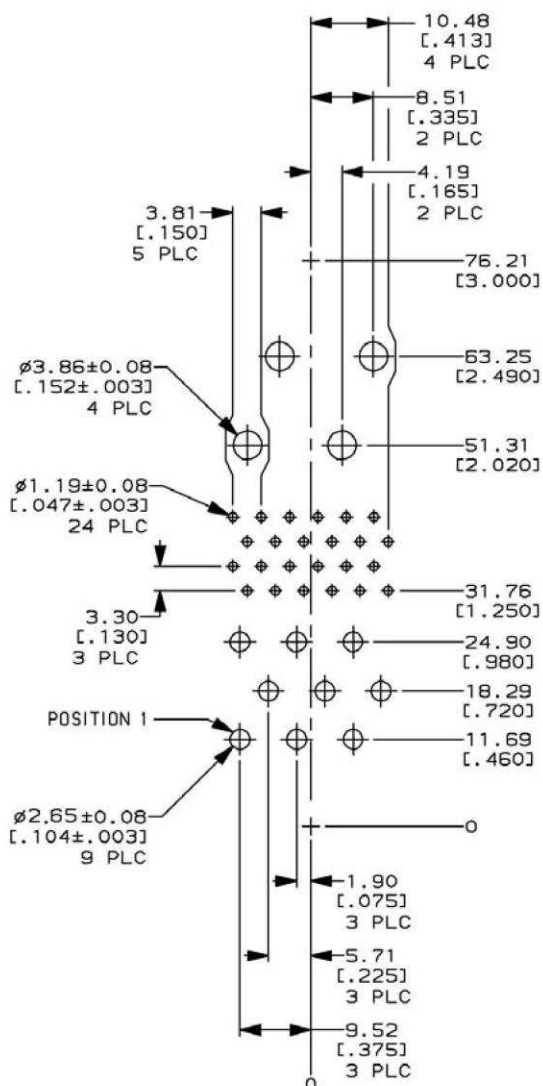 10.48
[.413]
4 PLC
8.51
[.335]
2 PLC
4.19
[.165]
2 PLC
3.81
[.150]
5 PLC
76.21
[3.000]
ø3.86±0.08
[.152±.003]
4 PLC
63.25
[2.490]
51.31
[2.020]
ø1.19±0.08
[.047±.003]
24 PLC
3.30
[.130]
3 PLC
31.76
[1.250]
24.90
[.980]
18.29
[.720]
POSITION 1
11.69
[.460]
ø2.65±0.08
[.104±.003]
9 PLC
0
1.90
[.075]
3 PLC
5.71
[.225]
3 PLC
9.52
[.375]
3 PLC
0